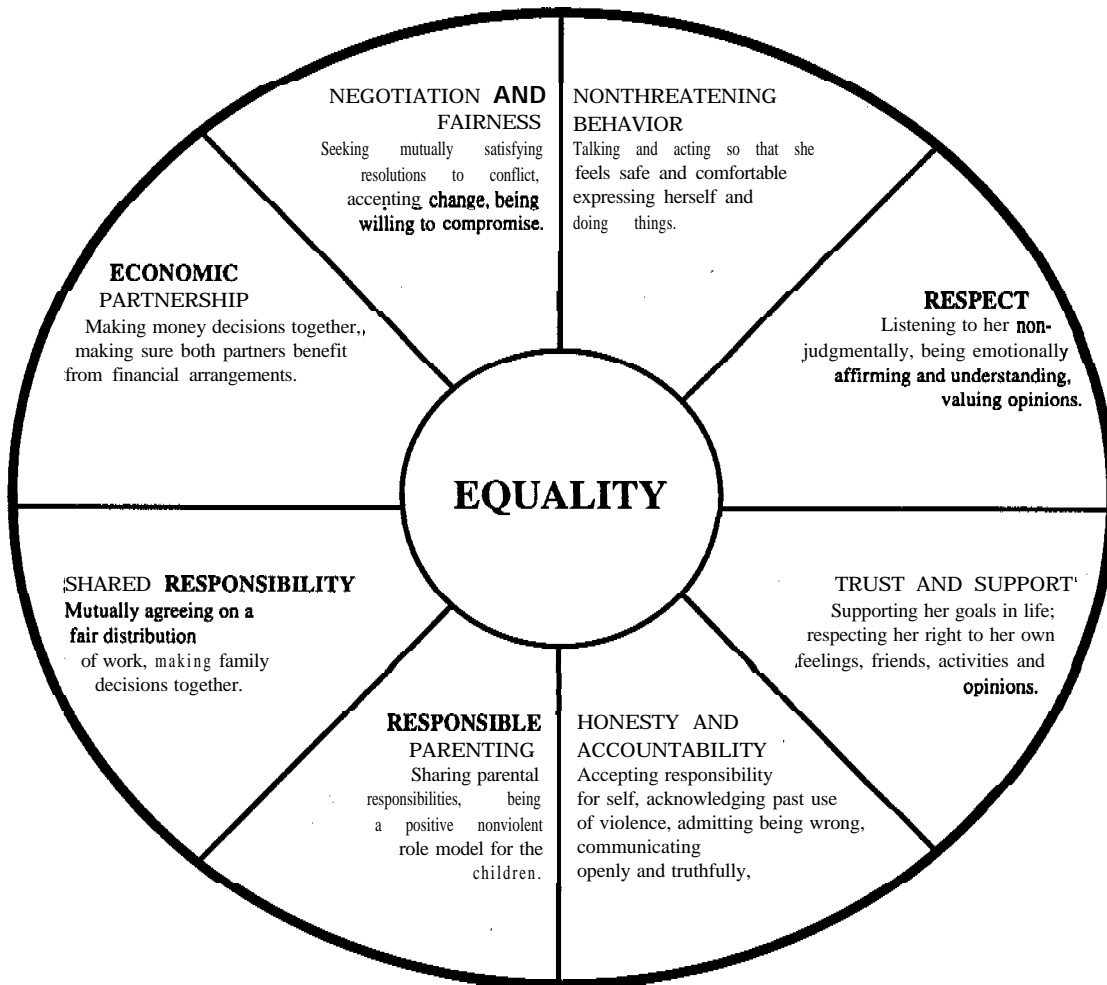 NEGOTIATION AND
FAIRNESS
Seeking mutually satisfying
resolutions to conflict,
accepting change, being
willing to compromise.
NONTHREATENING
BEHAVIOR
Talking and acting so that she
feels safe and comfortable
expressing herself and
doing things.
ECONOMIC
PARTNERSHIP
Making money decisions together,,
making sure both partners benefit
from financial arrangements.
RESPECT
Listening to her non-
judgmentally, being emotionally
affirming and understanding,
valuing opinions.
EQUALITY
SHARED RESPONSIBILITY
Mutually agreeing on a
fair distribution
of work, making family
decisions together.
TRUST AND SUPPORT
Supporting her goals in life;
respecting her right to her own
feelings, friends, activities and
opinions.
RESPONSIBLE
PARENTING
Sharing parental
responsibilities, being
a positive nonviolent
role model for the
children.
HONESTY AND
ACCOUNTABILITY
Accepting responsibility
for self, acknowledging past use
of violence, admitting being wrong,
communicating
openly and truthfully,